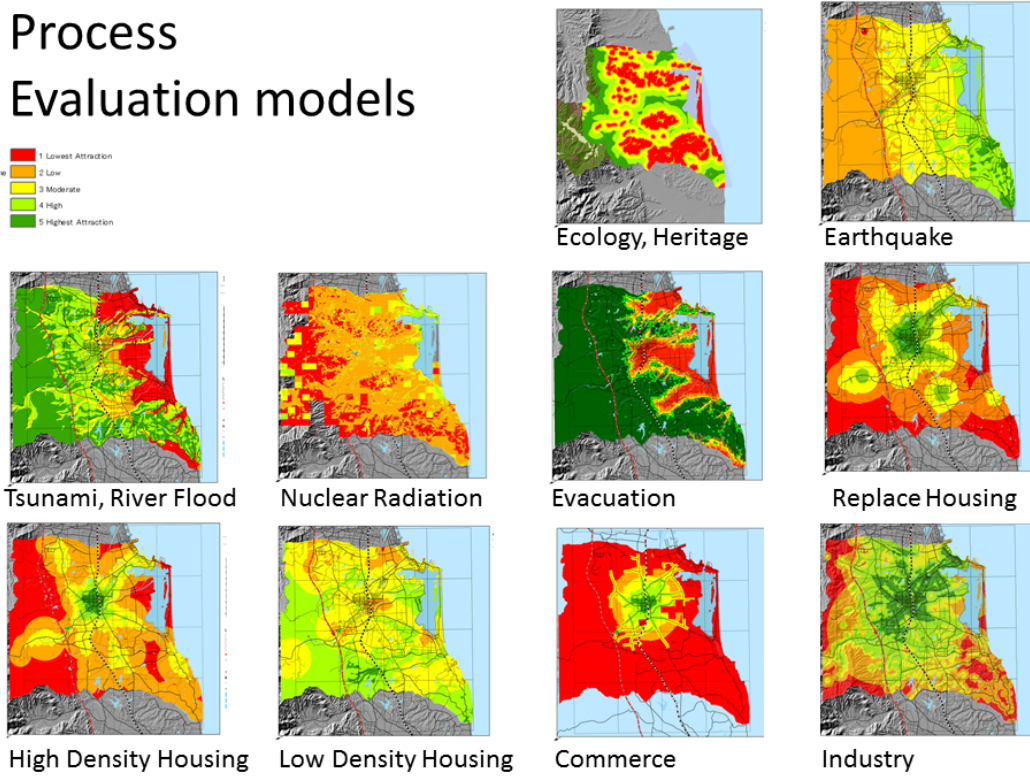 Process
Evaluation models
1 Lowest Attraction
2 Low
3 Moderate
4 High
5 Highest Attraction
Ecology, Heritage
Earthquake
Tsunami, River Flood
Nuclear Radiation
Evacuation
Replace Housing
High Density Housing
Low Density Housing
Commerce
Industry